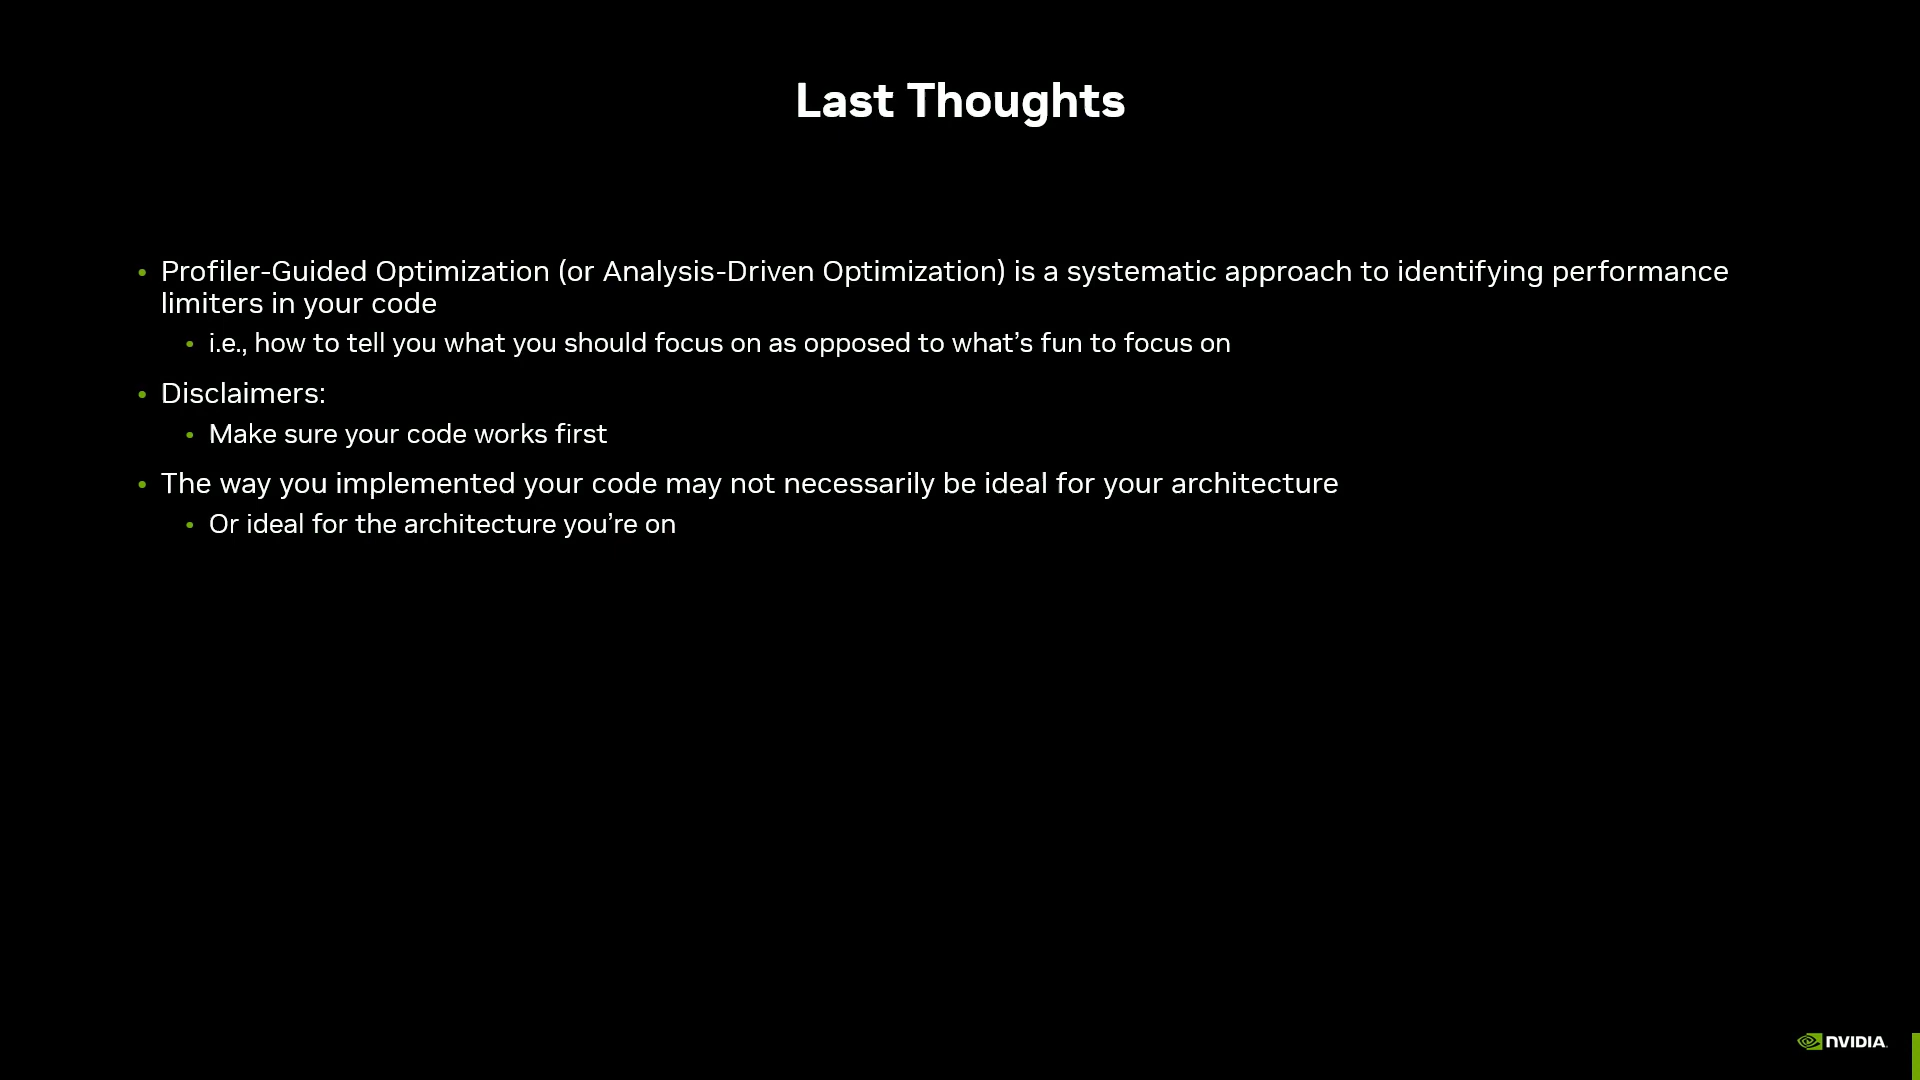 Last Thoughts
• Profiler-Guided Optimization (or Analysis-Driven Optimization) is a systematic approach to identifying performance
limiters in your code
• i.e., how to tell you what you should focus on as opposed to what’s fun to focus on
• Disclaimers:
• Make sure your code works first
• The way you implemented your code may not necessarily be ideal for your architecture
• Or ideal for the architecture you’re on
NVIDIA